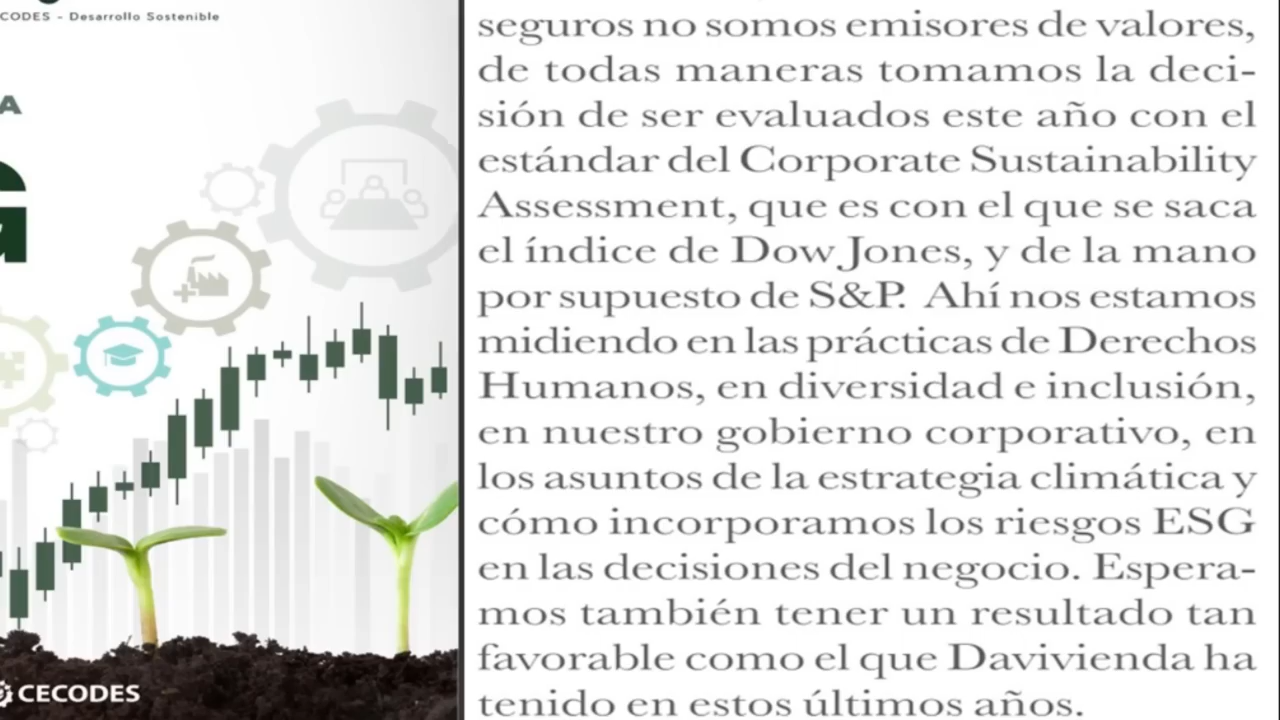 CODES - Desarrollo Sostenible
A
G
CECODES
seguros no somos emisores de valores,
de todas maneras tomamos la deci-
sión de ser evaluados este año con el
estándar del Corporate Sustainability
Assessment, que es con el que se saca
el índice de Dow Jones, y de la mano
por supuesto de S&P. Ahí nos estamos
midiendo en las prácticas de Derechos
Humanos, en diversidad e inclusión,
en nuestro gobierno corporativo, en
los asuntos de la estrategia climática y
cómo incorporamos los riesgos ESG
en las decisiones del negocio. Espera-
mos también tener un resultado tan
favorable como el que Davivienda ha
tenido en estos últimos años.